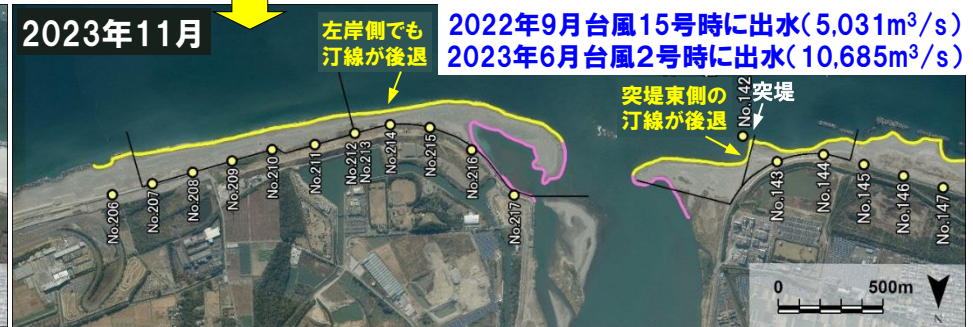 2023年11月
左岸側でも
汀線が後退
2022年9月台風15号時に出水(5,031m³/s)
2023年6月台風2号時に出水(10,685m³/s)
突堤東側の
汀線が後退
突堤
No.142
No.206
No.207
No.208
No.209
No.210
No.211
No.212
No.213
No.214
No.215
No.216
No.217
No.143
No.144
No.145
No.146
No.147
0 500m
N